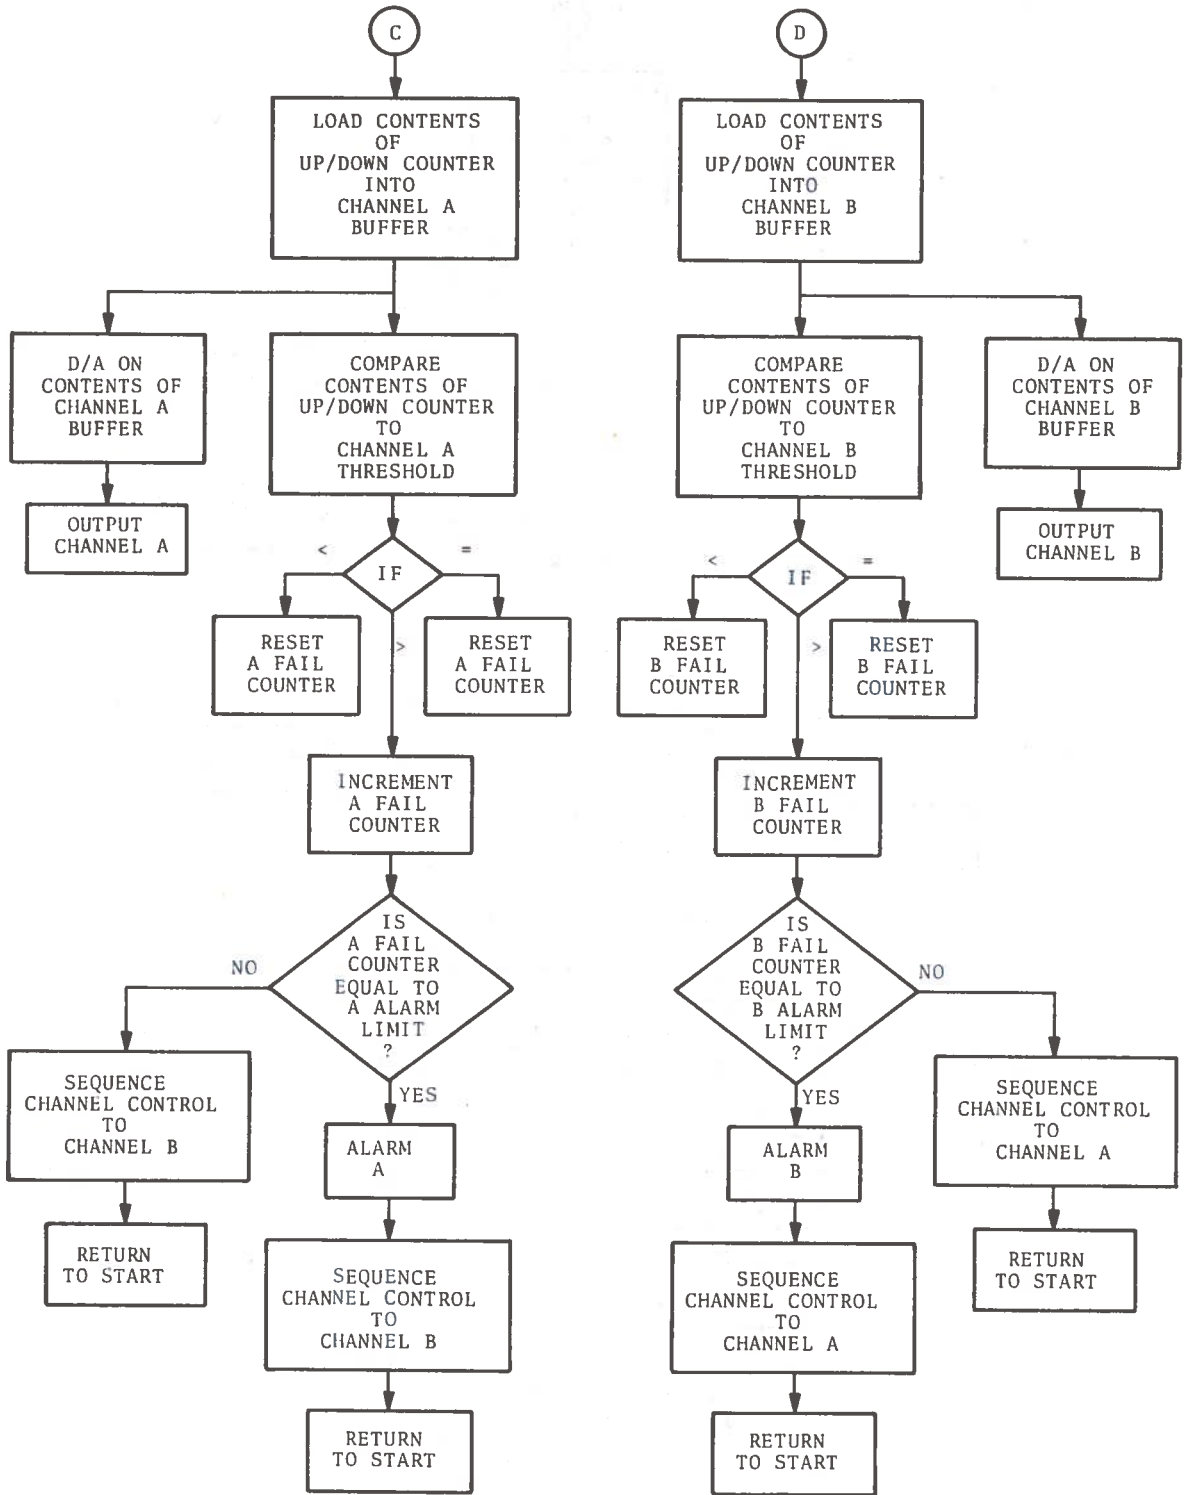 C
LOAD CONTENTS
OF
UP/DOWN COUNTER
INTO
CHANNEL A
BUFFER
D/A ON
CONTENTS OF
CHANNEL A
BUFFER
OUTPUT
CHANNEL A
COMPARE
CONTENTS OF
UP/DOWN COUNTER
TO
CHANNEL A
THRESHOLD
<
IF
=
>
RESET
A FAIL
COUNTER
RESET
A FAIL
COUNTER
INCREMENT
A FAIL
COUNTER
IS
A FAIL
COUNTER
EQUAL TO
A ALARM
LIMIT
?
NO
YES
SEQUENCE
CHANNEL CONTROL
TO
CHANNEL B
RETURN
TO START
ALARM
A
SEQUENCE
CHANNEL CONTROL
TO
CHANNEL B
RETURN
TO START
D
LOAD CONTENTS
OF
UP/DOWN COUNTER
INTO
CHANNEL B
BUFFER
COMPARE
CONTENTS OF
UP/DOWN COUNTER
TO
CHANNEL B
THRESHOLD
D/A ON
CONTENTS OF
CHANNEL B
BUFFER
OUTPUT
CHANNEL B
<
IF
=
>
RESET
B FAIL
COUNTER
RESET
B FAIL
COUNTER
INCREMENT
B FAIL
COUNTER
IS
B FAIL
COUNTER
EQUAL TO
B ALARM
LIMIT
?
NO
YES
ALARM
B
SEQUENCE
CHANNEL CONTROL
TO
CHANNEL A
RETURN
TO START
SEQUENCE
CHANNEL CONTROL
TO
CHANNEL A
RETURN
TO START